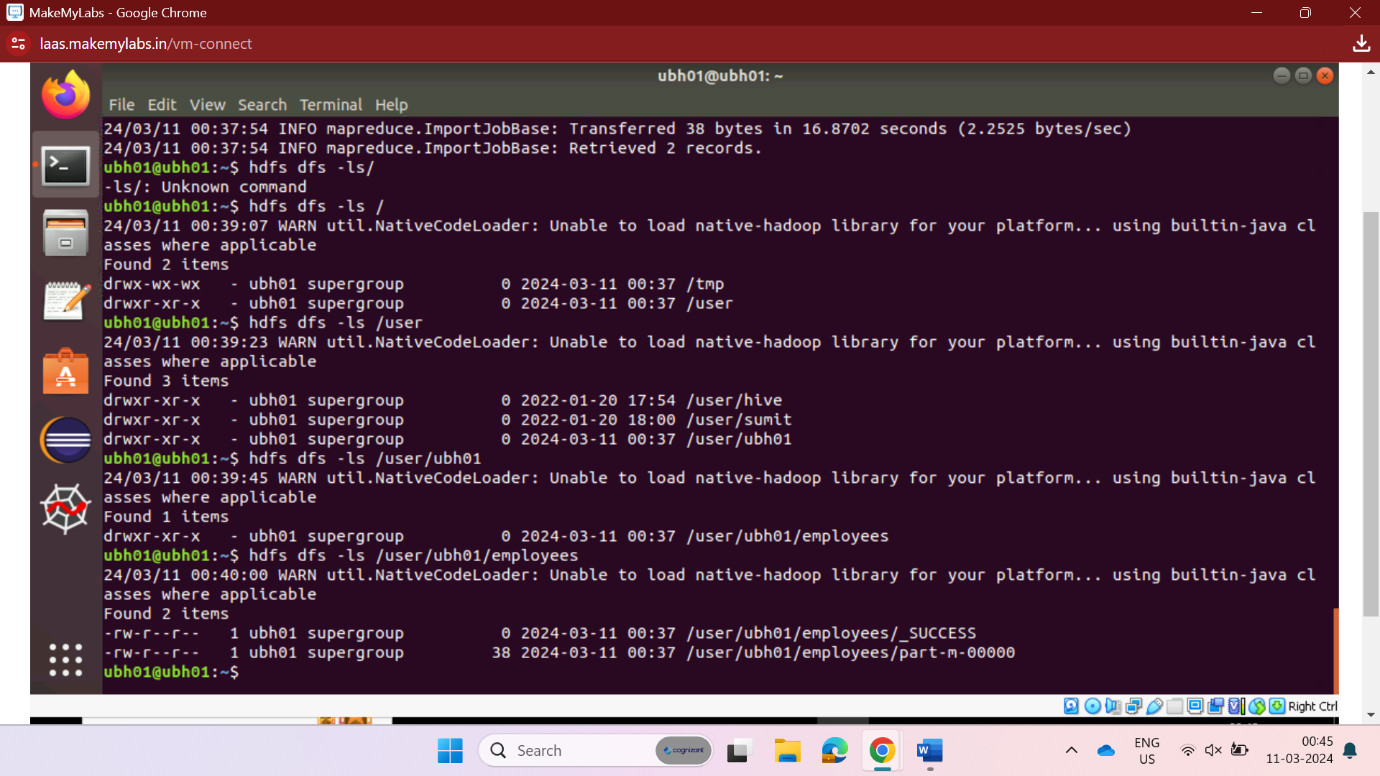 MakeMyLabs - Google Chrome
laas.makemylabs.in/vm-connect
ubh01@ubh01: ~
File Edit View Search Terminal Help
24/03/11 00:37:54 INFO mapreduce.ImportJobBase: Transferred 38 bytes in 16.8702 seconds (2.2525 bytes/sec)
24/03/11 00:37:54 INFO mapreduce.ImportJobBase: Retrieved 2 records.
ubh01@ubh01:~$ hdfs dfs -ls/
-ls/: Unknown command
ubh01@ubh01:~$ hdfs dfs -ls /
24/03/11 00:39:07 WARN util.NativeCodeLoader: Unable to load native-hadoop library for your platform... using builtin-java cl
asses where applicable
Found 2 items
drwx-wx-wx   - ubh01 supergroup          0 2024-03-11 00:37 /tmp
drwxr-xr-x   - ubh01 supergroup          0 2024-03-11 00:37 /user
ubh01@ubh01:~$ hdfs dfs -ls /user
24/03/11 00:39:23 WARN util.NativeCodeLoader: Unable to load native-hadoop library for your platform... using builtin-java cl
asses where applicable
Found 3 items
drwxr-xr-x   - ubh01 supergroup          0 2022-01-20 17:54 /user/hive
drwxr-xr-x   - ubh01 supergroup          0 2022-01-20 18:00 /user/sumit
drwxr-xr-x   - ubh01 supergroup          0 2024-03-11 00:37 /user/ubh01
ubh01@ubh01:~$ hdfs dfs -ls /user/ubh01
24/03/11 00:39:45 WARN util.NativeCodeLoader: Unable to load native-hadoop library for your platform... using builtin-java cl
asses where applicable
Found 1 items
drwxr-xr-x   - ubh01 supergroup          0 2024-03-11 00:37 /user/ubh01/employees
ubh01@ubh01:~$ hdfs dfs -ls /user/ubh01/employees
24/03/11 00:40:00 WARN util.NativeCodeLoader: Unable to load native-hadoop library for your platform... using builtin-java cl
asses where applicable
Found 2 items
-rw-r--r--   1 ubh01 supergroup          0 2024-03-11 00:37 /user/ubh01/employees/_SUCCESS
-rw-r--r--   1 ubh01 supergroup         38 2024-03-11 00:37 /user/ubh01/employees/part-m-00000
ubh01@ubh01:~$
Right Ctrl
Search
cognizant
ENG
US
00:45
11-03-2024